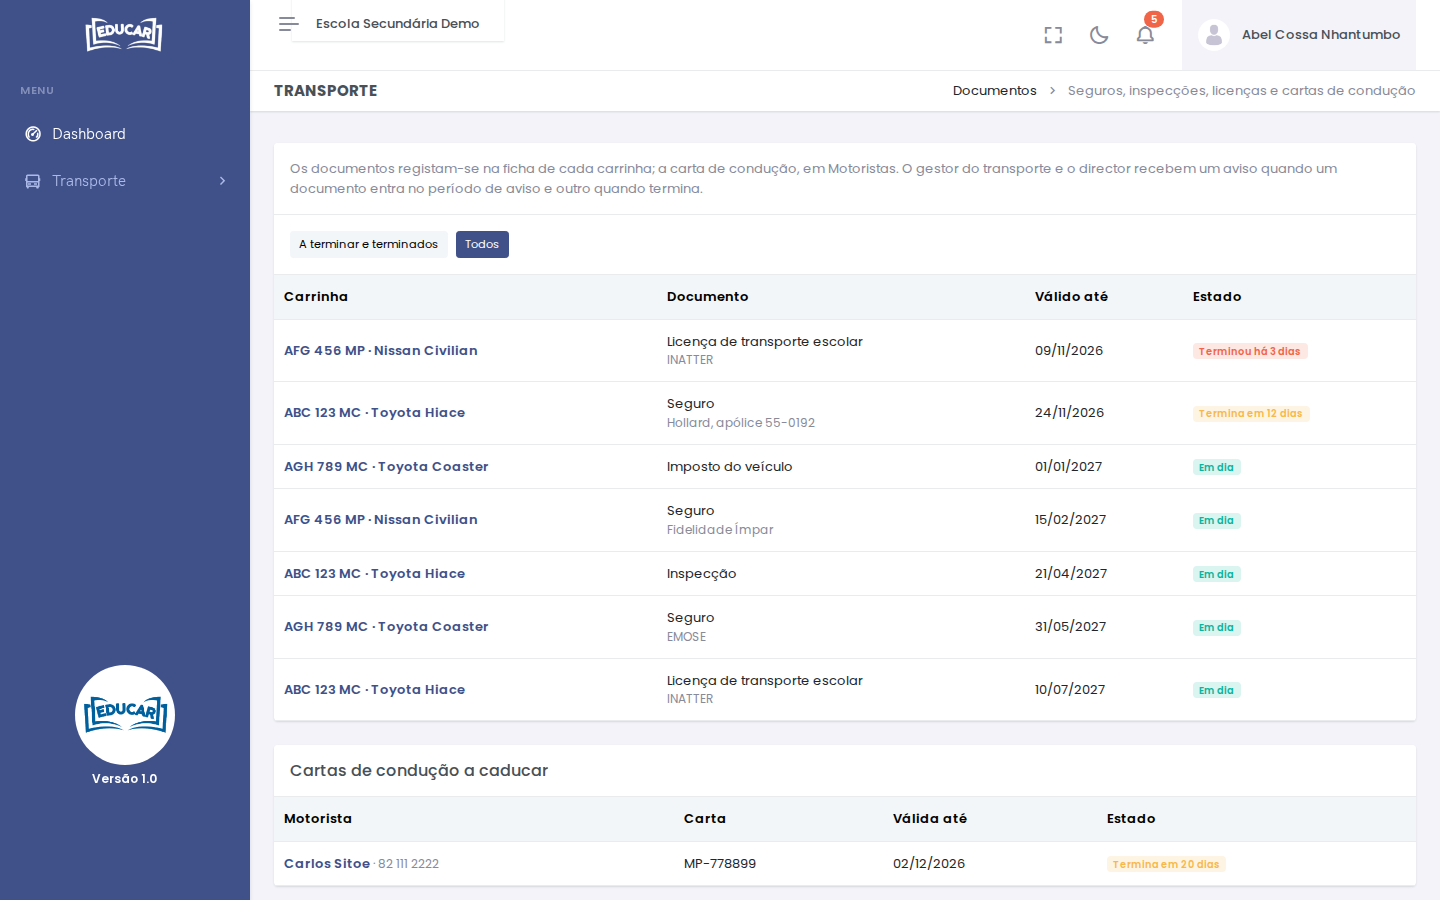 EDUCAR
Escola Secundária Demo
5
Abel Cossa Nhantumbo
MENU
Dashboard
Transporte
TRANSPORTE
Documentos > Seguros, inspecções, licenças e cartas de condução
Os documentos registam-se na ficha de cada carrinha; a carta de condução, em Motoristas. O gestor do transporte e o director recebem um aviso quando um
documento entra no período de aviso e outro quando termina.
A terminar e terminados
Todos
Carrinha Documento Válido até Estado
AFG 456 MP · Nissan Civilian Licença de transporte escolar 09/11/2026 Terminou há 3 dias
INATTER
ABC 123 MC · Toyota Hiace Seguro 24/11/2026 Termina em 12 dias
Hollard, apólice 55-0192
AGH 789 MC · Toyota Coaster Imposto do veículo 01/01/2027 Em dia
AFG 456 MP · Nissan Civilian Seguro 15/02/2027 Em dia
Fidelidade Ímpar
ABC 123 MC · Toyota Hiace Inspecção 21/04/2027 Em dia
AGH 789 MC · Toyota Coaster Seguro 31/05/2027 Em dia
EMOSE
ABC 123 MC · Toyota Hiace Licença de transporte escolar 10/07/2027 Em dia
INATTER
Cartas de condução a caducar
Motorista Carta Válida até Estado
Carlos Sitoe · 82 111 2222 MP-778899 02/12/2026 Termina em 20 dias
EDUCAR
Versão 1.0